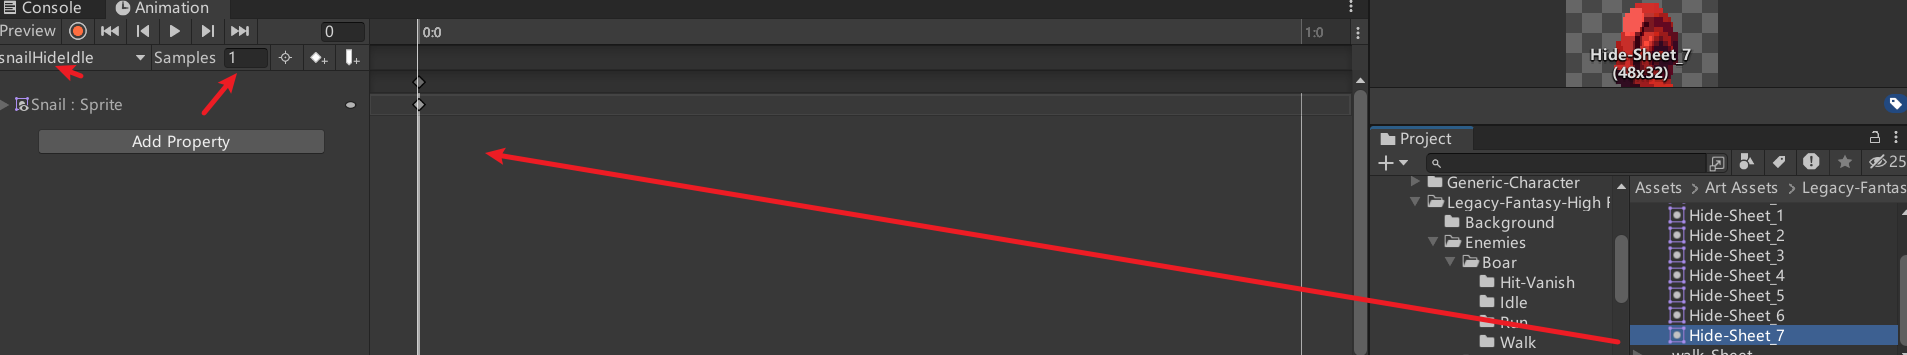 Console
Animation
Preview
0
0:0
1:0
snailHideIdle
Samples 1
Snail : Sprite
Add Property
Hide-Sheet_7
(48x32)
Project
25
Generic-Character
Legacy-Fantasy-High F
Background
Enemies
Boar
Hit-Vanish
Idle
Run
Walk
Assets > Art Assets > Legacy-Fantas
Hide-Sheet_1
Hide-Sheet_2
Hide-Sheet_3
Hide-Sheet_4
Hide-Sheet_5
Hide-Sheet_6
Hide-Sheet_7
walk-Sheet